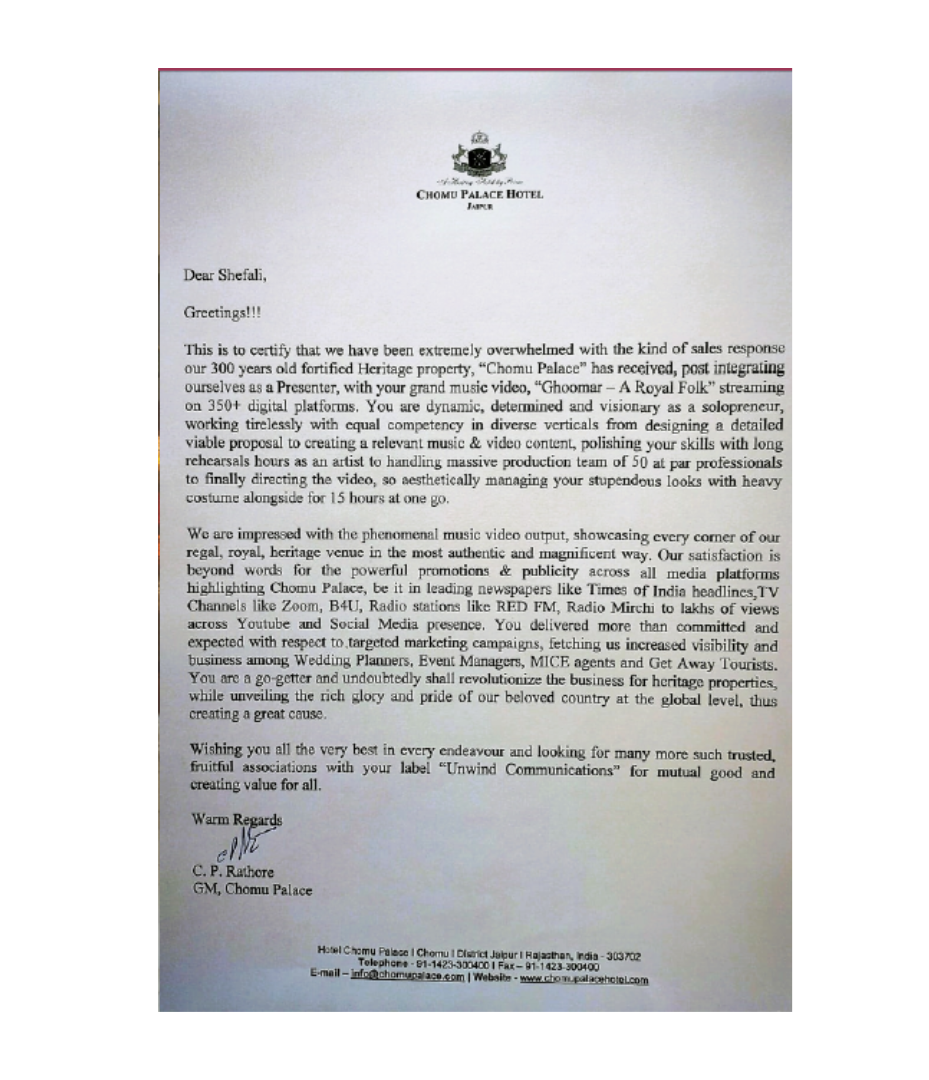 CHOMU PALACE HOTEL
JAIPUR
Dear Shefali,
Greetings!!!
This is to certify that we have been extremely overwhelmed with the kind of sales response
our 300 years old fortified Heritage property, “Chomu Palace” has received, post integrating
ourselves as a Presenter, with your grand music video, “Ghoomar – A Royal Folk” streaming
on 350+ digital platforms. You are dynamic, determined and visionary as a solopreneur,
working tirelessly with equal competency in diverse verticals from designing a detailed
viable proposal to creating a relevant music & video content, polishing your skills with long
rehearsals hours as an artist to handling massive production team of 50 at par professionals
to finally directing the video, so aesthetically managing your stupendous looks with heavy
costume alongside for 15 hours at one go.
We are impressed with the phenomenal music video output, showcasing every corner of our
regal, royal, heritage venue in the most authentic and magnificent way. Our satisfaction is
beyond words for the powerful promotions & publicity across all media platforms
highlighting Chomu Palace, be it in leading newspapers like Times of India headlines,TV
Channels like Zoom, B4U, Radio stations like RED FM, Radio Mirchi to lakhs of views
across Youtube and Social Media presence. You delivered more than committed and
expected with respect to targeted marketing campaigns, fetching us increased visibility and
business among Wedding Planners, Event Managers, MICE agents and Get Away Tourists.
You are a go-getter and undoubtedly shall revolutionize the business for heritage properties,
while unveiling the rich glory and pride of our beloved country at the global level, thus
creating a great cause.
Wishing you all the very best in every endeavour and looking for many more such trusted,
fruitful associations with your label “Unwind Communications” for mutual good and
creating value for all.
Warm Regards
C. P. Rathore
GM, Chomu Palace
Hotel Chomu Palace I Chomu I District Jaipur I Rajasthan, India - 303702
Telephone - 91-1423-300400 I Fax – 91-1423-300400
E-mail – info@chomupalace.com | Website - www.chomupalacehotel.com